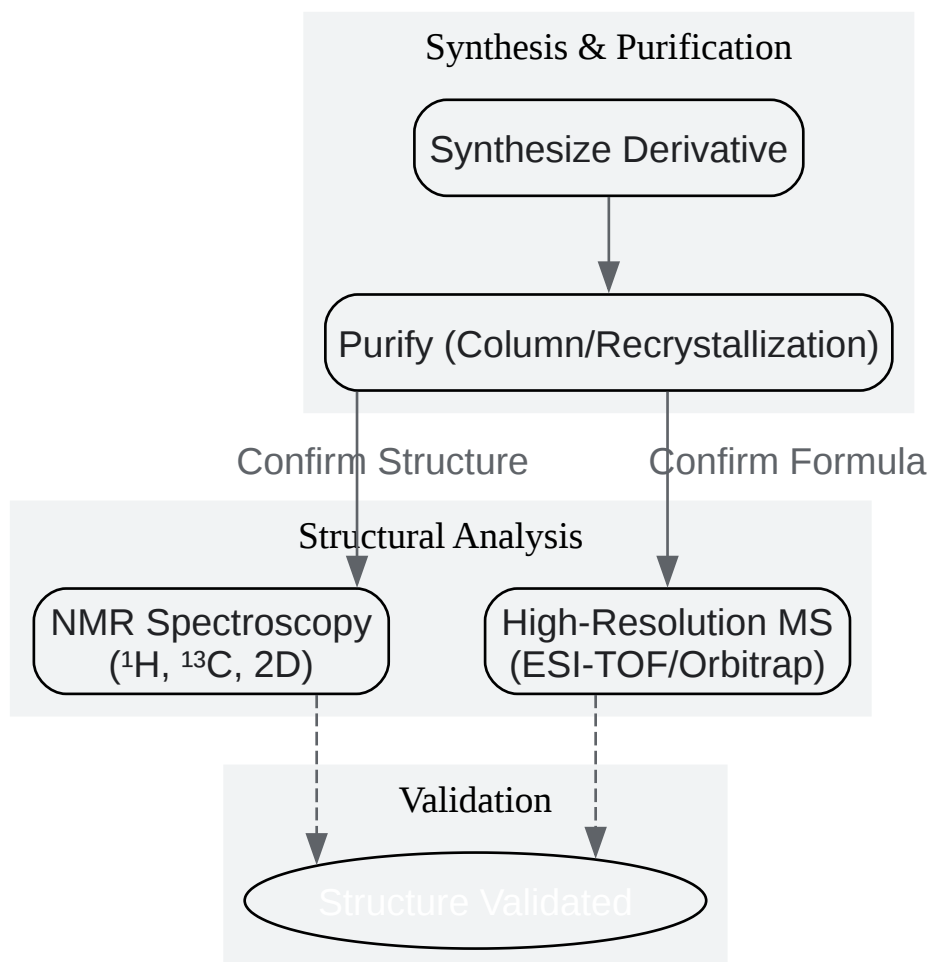 Synthesis & Purification
Synthesize Derivative
Purify (Column/Recrystallization)
Confirm Structure
Confirm Formula
Structural Analysis
NMR Spectroscopy
(¹H, ¹³C, 2D)
High-Resolution MS
(ESI-TOF/Orbitrap)
Validation
Structure Validated